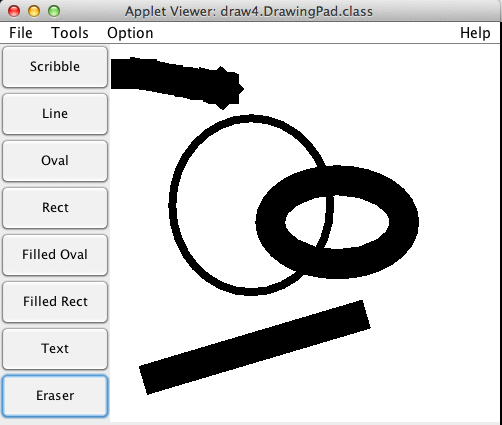 Applet Viewer: draw4.DrawingPad.class
File Tools Option Help
Scribble
Line
Oval
Rect
Filled Oval
Filled Rect
Text
Eraser